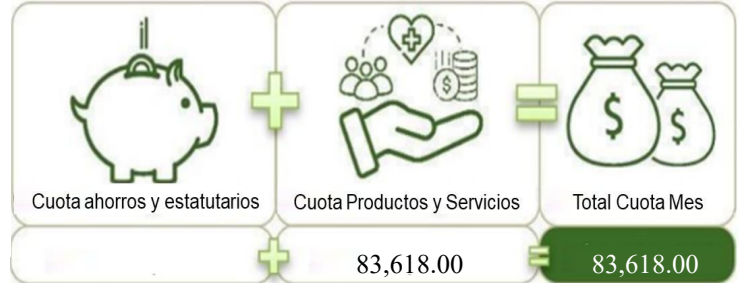 Cuota ahorros y estatutarios
Cuota Productos y Servicios
Total Cuota Mes
83,618.00
83,618.00